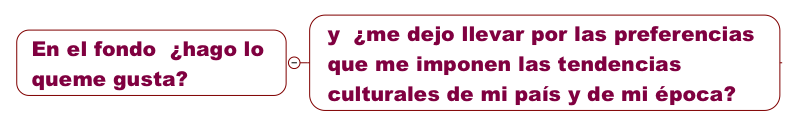 En el fondo  ¿hago lo
queme gusta?
y  ¿me dejo llevar por las preferencias
que me imponen las tendencias
culturales de mi país y de mi época?